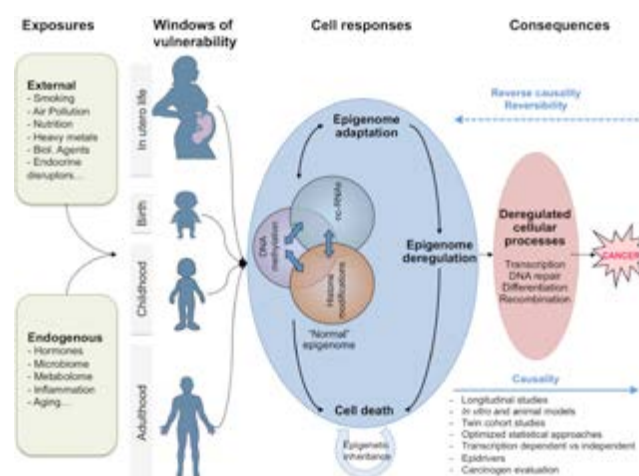 Exposures
Windows of
vulnerability
Cell responses
Consequences
External
- Smoking
- Air Pollution
- Nutrition
- Heavy metals
- Biol. Agents
- Endocrine
disruptors...
Endogenous
- Hormones
- Microbiome
- Metabolome
- Inflammation
- Aging...
In utero life
Birth
Childhood
Adulthood
Epigenome
adaptation
nc-RNAs
DNA
methylation
Histone
modifications
"Normal"
epigenome
Epigenome
deregulation
Cell death
Epigenetic
inheritance
Reverse causality
Reversibility
Deregulated
cellular
processes
Transcription
DNA repair
Differentiation
Recombination
CANCER
Causality
- Longitudinal studies
- In vitro and animal models
- Twin cohort studies
- Optimized statistical approaches
- Transcription dependent vs independent
- Epidrivers
- Carcinogen evaluation